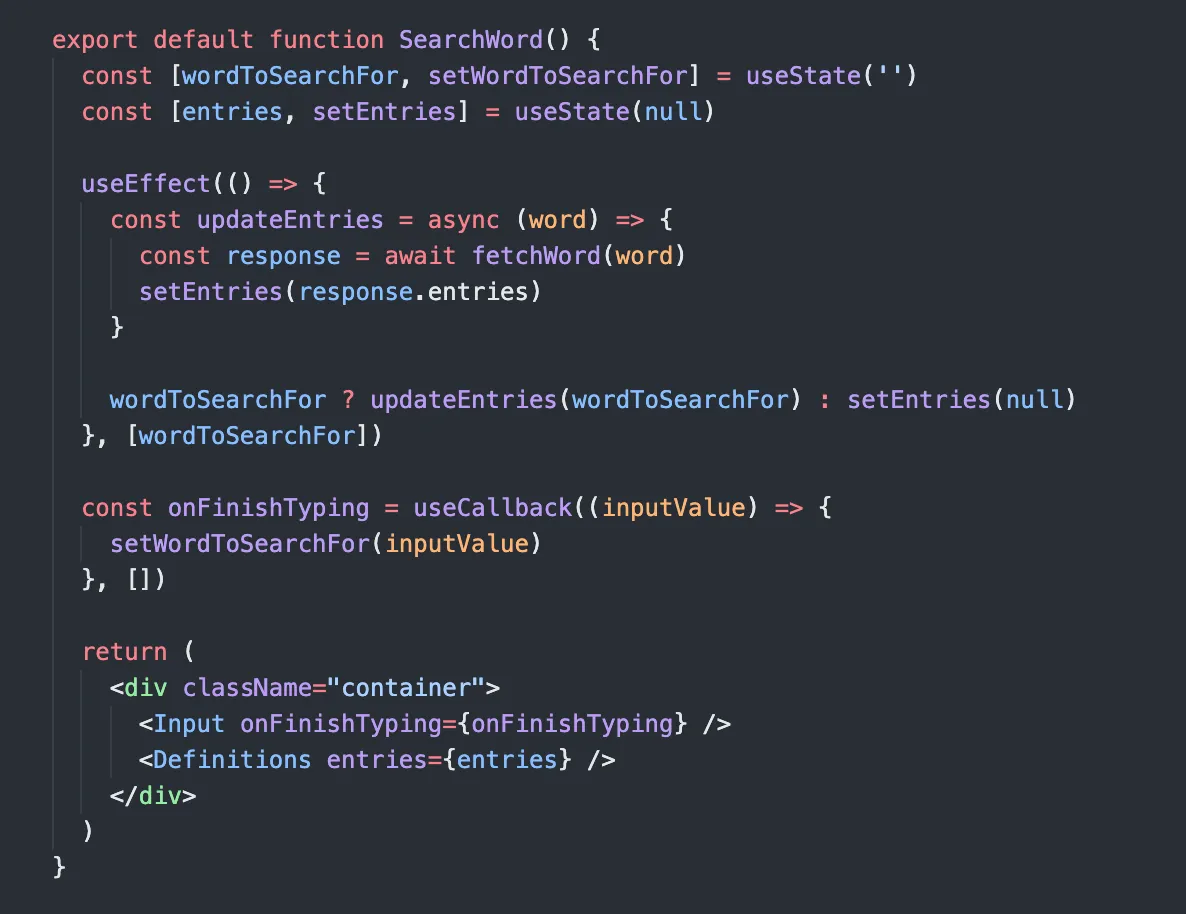 export default function SearchWord() {
  const [wordToSearchFor, setWordToSearchFor] = useState('')
  const [entries, setEntries] = useState(null)

  useEffect(() => {
    const updateEntries = async (word) => {
      const response = await fetchWord(word)
      setEntries(response.entries)
    }

    wordToSearchFor ? updateEntries(wordToSearchFor) : setEntries(null)
  }, [wordToSearchFor])

  const onFinishTyping = useCallback((inputValue) => {
    setWordToSearchFor(inputValue)
  }, [])

  return (
    <div className="container">
      <Input onFinishTyping={onFinishTyping} />
      <Definitions entries={entries} />
    </div>
  )
}